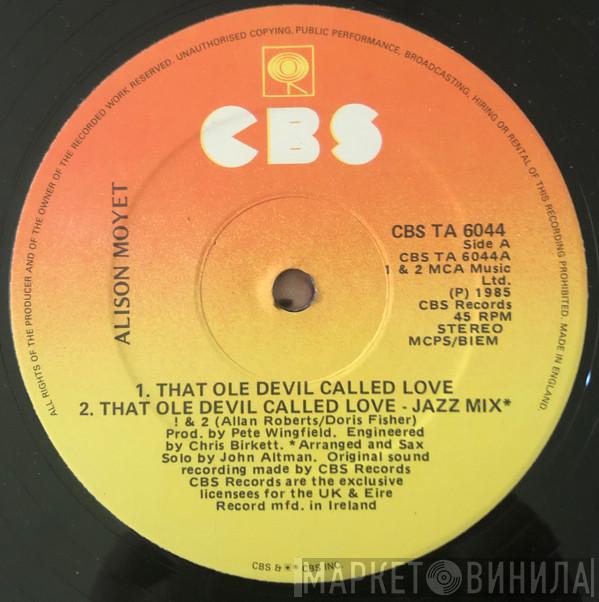 ALL RIGHTS OF THE PRODUCER AND OF THE OWNER OF THE RECORDED WORK RESERVED. UNAUTHORISED COPYING, PUBLIC PERFORMANCE, BROADCASTING, HIRING OR RENTAL OF THIS RECORDING PROHIBITED. MADE IN ENGLAND.
CBS
ALISON MOYET
CBS TA 6044
Side A
CBS TA 6044A
1 & 2 MCA Music
Ltd.
(P) 1985
CBS Records
45 RPM
STEREO
MCPS/BIEM
1. THAT OLE DEVIL CALLED LOVE
2. THAT OLE DEVIL CALLED LOVE - JAZZ MIX*
! & 2 (Allan Roberts/Doris Fisher)
Prod. by Pete Wingfield. Engineered
by Chris Birkett. *Arranged and Sax
Solo by John Altman. Original sound
recording made by CBS Records
CBS Records are the exclusive
licensees for the UK & Eire
Record mfd. in Ireland
CBS & ® CBS INC.
МАРКЕТ ВИНИЛА